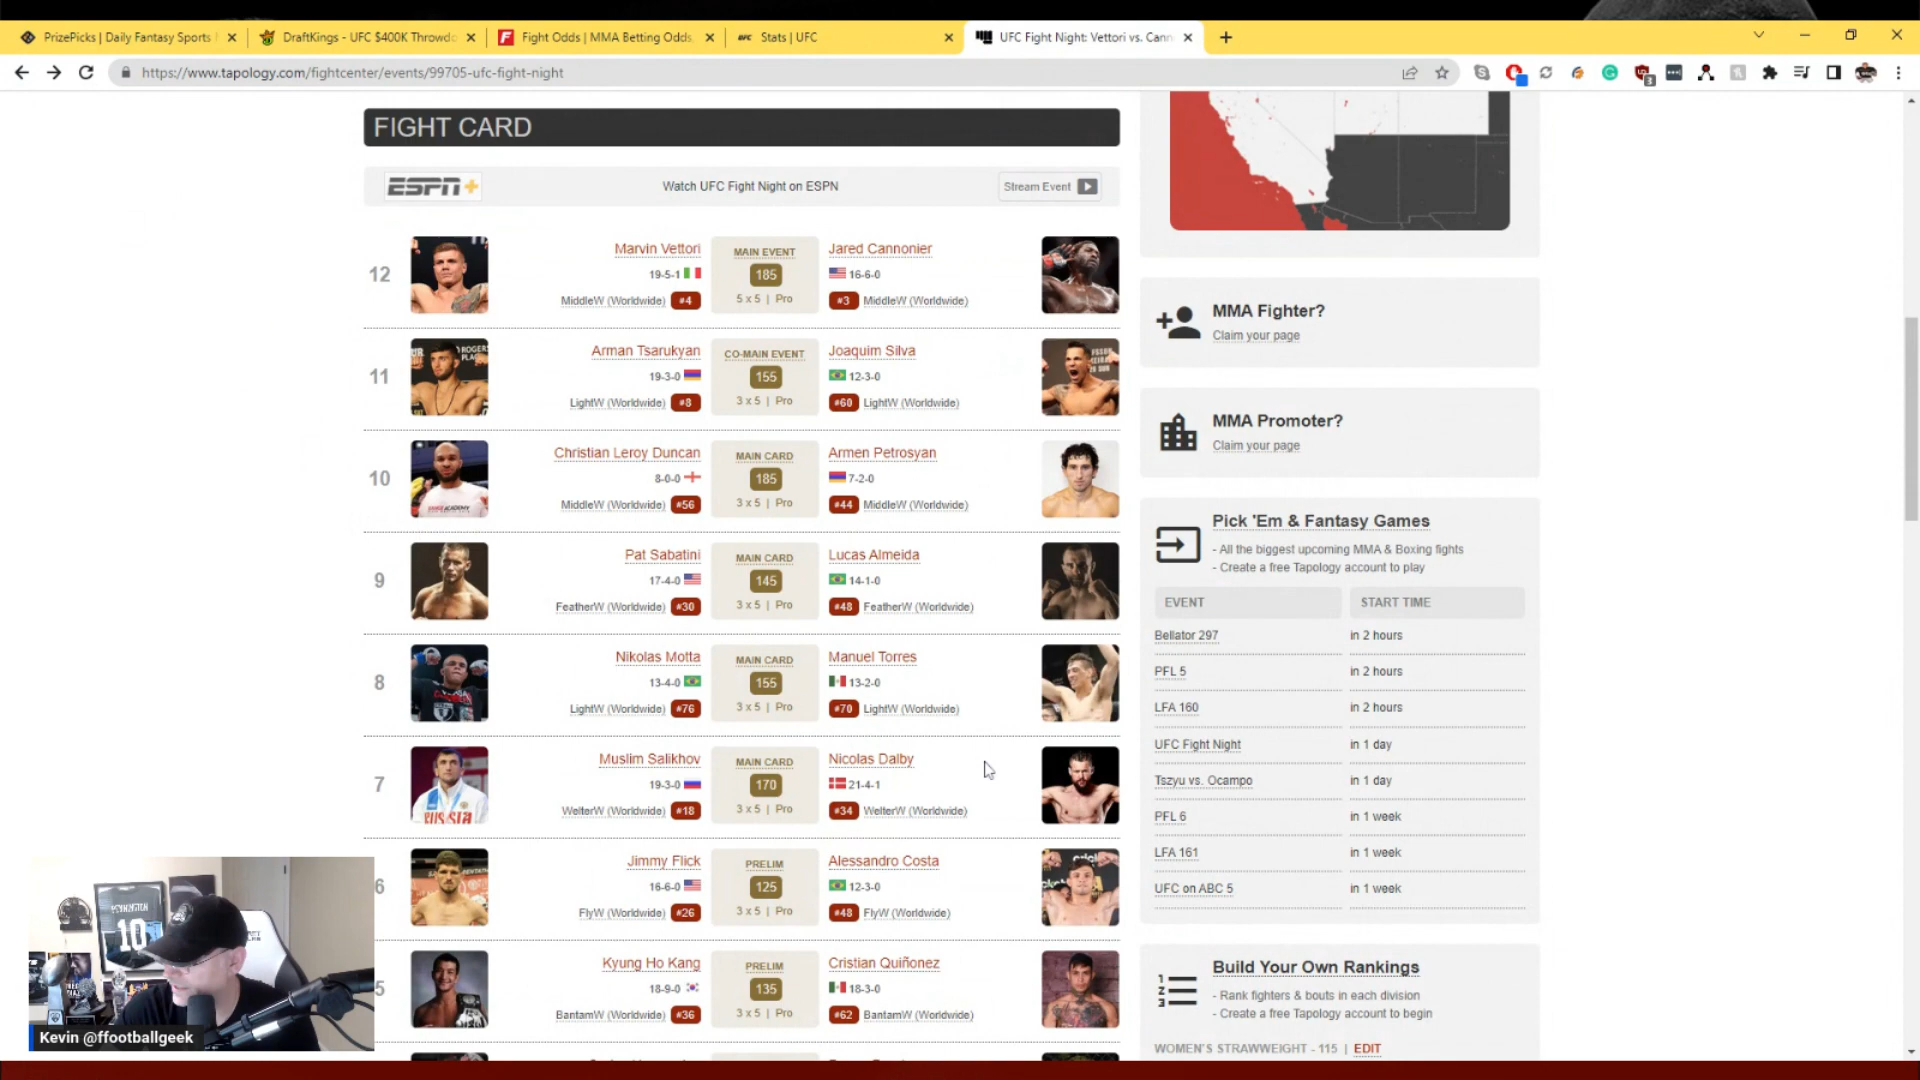 PrizePicks | Daily Fantasy Sports
DraftKings - UFC $400K Throwdo
Fight Odds | MMA Betting Odds,
UFC Stats | UFC
UFC Fight Night: Vettori vs. Cann
https://www.tapology.com/fightcenter/events/99705-ufc-fight-night
FIGHT CARD
ESPN+ Watch UFC Fight Night on ESPN Stream Event
12
Marvin Vettori MAIN EVENT Jared Cannonier
19-5-1 185 16-6-0
MiddleW (Worldwide) #4 5 x 5 | Pro #3 MiddleW (Worldwide)
11
Arman Tsarukyan CO-MAIN EVENT Joaquim Silva
19-3-0 155 12-3-0
LightW (Worldwide) #8 3 x 5 | Pro #60 LightW (Worldwide)
10
Christian Leroy Duncan MAIN CARD Armen Petrosyan
8-0-0 185 7-2-0
MiddleW (Worldwide) #56 3 x 5 | Pro #44 MiddleW (Worldwide)
9
Pat Sabatini MAIN CARD Lucas Almeida
17-4-0 145 14-1-0
FeatherW (Worldwide) #30 3 x 5 | Pro #48 FeatherW (Worldwide)
8
Nikolas Motta MAIN CARD Manuel Torres
13-4-0 155 13-2-0
LightW (Worldwide) #76 3 x 5 | Pro #70 LightW (Worldwide)
7
Muslim Salikhov MAIN CARD Nicolas Dalby
19-3-0 170 21-4-1
WelterW (Worldwide) #18 3 x 5 | Pro #34 WelterW (Worldwide)
6
Jimmy Flick PRELIM Alessandro Costa
16-6-0 125 12-3-0
FlyW (Worldwide) #26 3 x 5 | Pro #48 FlyW (Worldwide)
5
Kyung Ho Kang PRELIM Cristian Quiñonez
18-9-0 135 18-3-0
BantamW (Worldwide) #36 3 x 5 | Pro #62 BantamW (Worldwide)
MMA Fighter?
Claim your page
MMA Promoter?
Claim your page
Pick 'Em & Fantasy Games
- All the biggest upcoming MMA & Boxing fights
- Create a free Tapology account to play
EVENT START TIME
Bellator 297 in 2 hours
PFL 5 in 2 hours
LFA 160 in 2 hours
UFC Fight Night in 1 day
Tszyu vs. Ocampo in 1 day
PFL 6 in 1 week
LFA 161 in 1 week
UFC on ABC 5 in 1 week
Build Your Own Rankings
- Rank fighters & bouts in each division
- Create a free Tapology account to begin
WOMEN'S STRAWWEIGHT - 115 | EDIT
10
Kevin @ffootballgeek